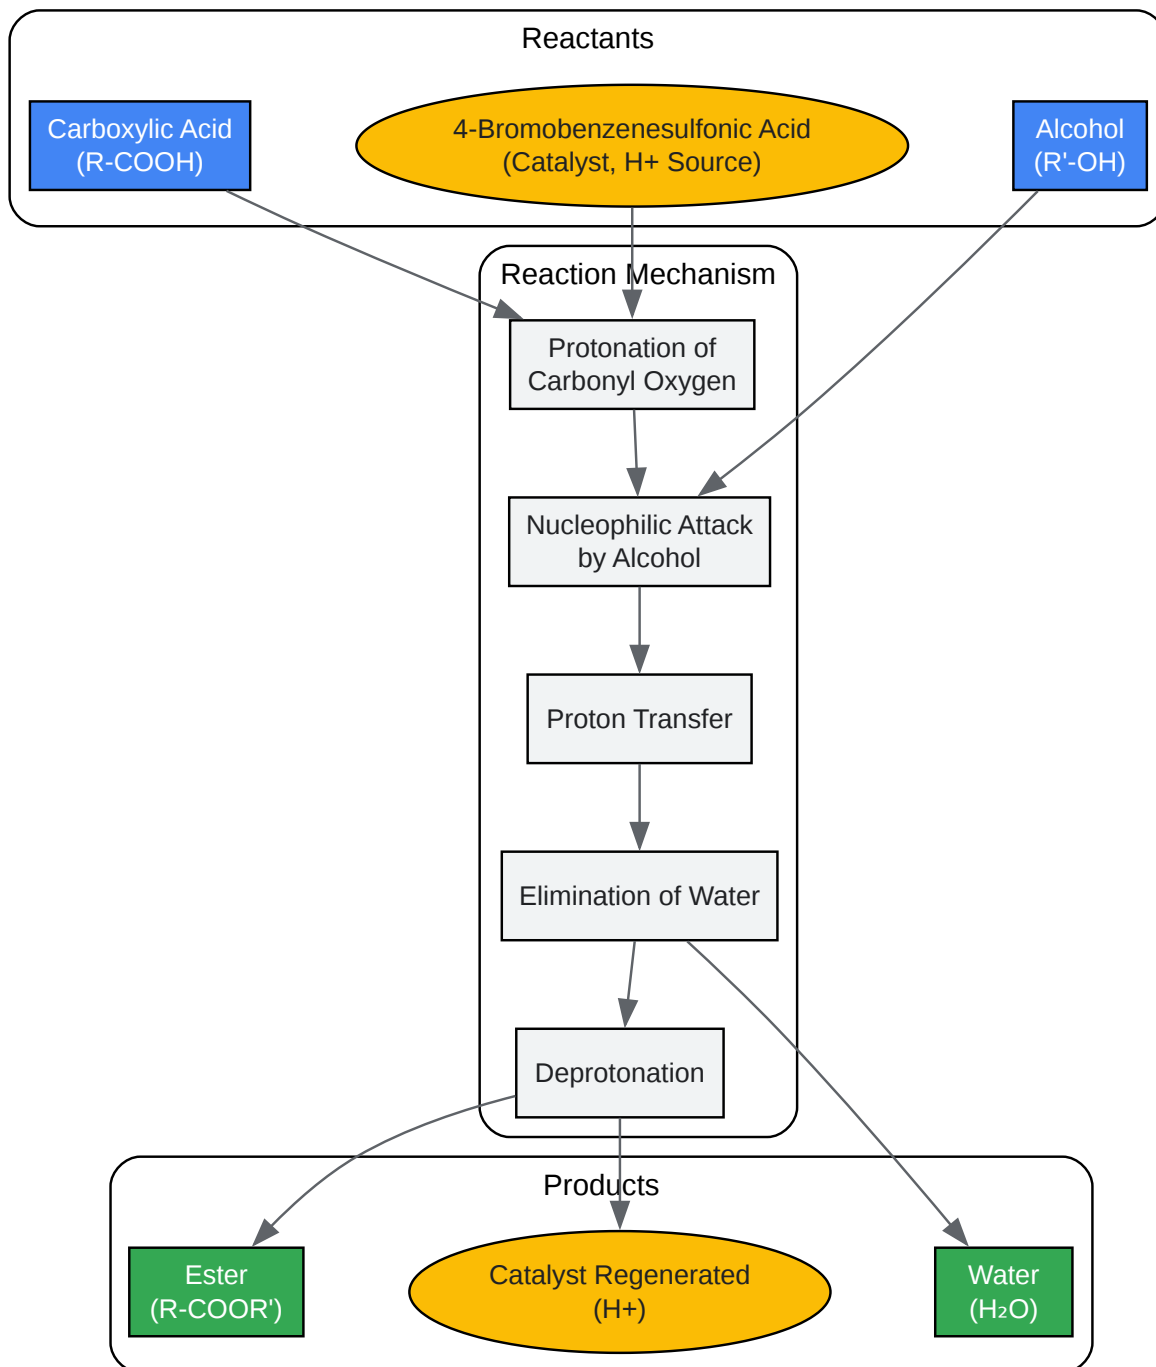 Reactants
Carboxylic Acid
(R-COOH)
4-Bromobenzenesulfonic Acid
(Catalyst, H+ Source)
Alcohol
(R'-OH)
Reaction Mechanism
Protonation of
Carbonyl Oxygen
Nucleophilic Attack
by Alcohol
Proton Transfer
Elimination of Water
Deprotonation
Products
Ester
(R-COOR')
Catalyst Regenerated
(H+)
Water
(H₂O)